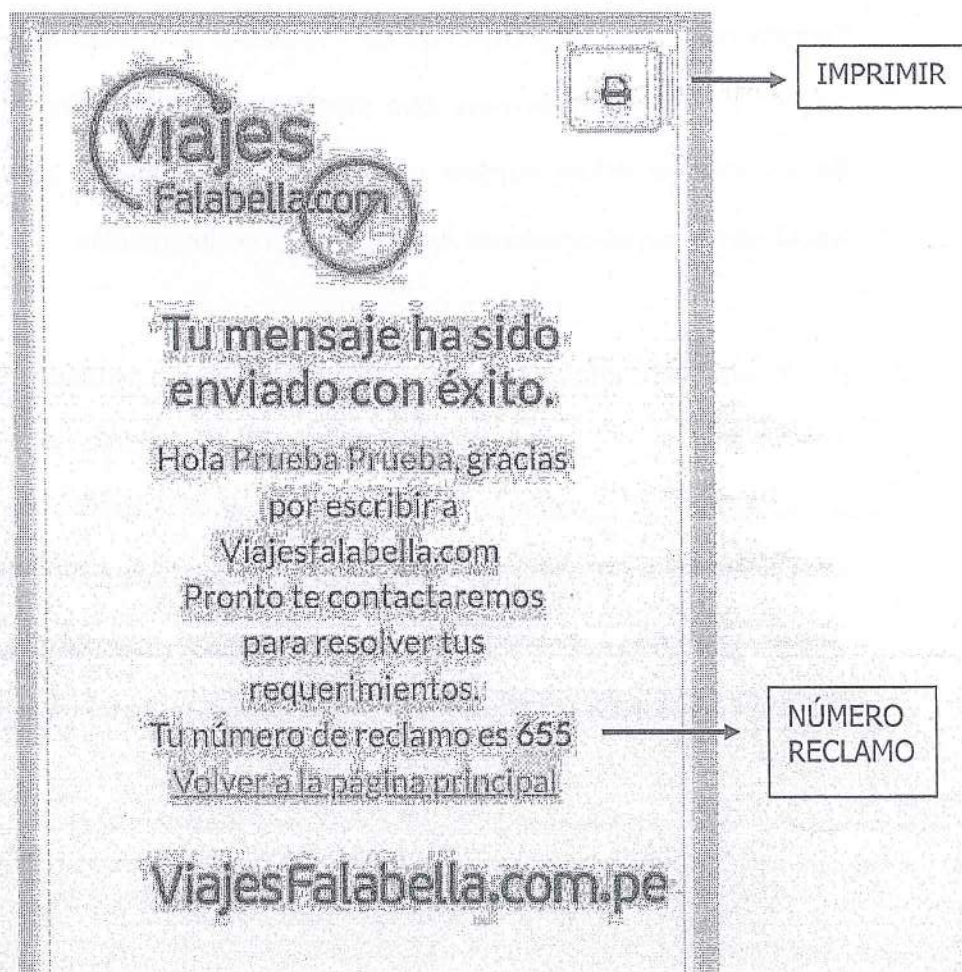 IMPRIMIR
viajes
Falabella.com
Tu mensaje ha sido
enviado con éxito.
Hola Prueba Prueba, gracias
por escribir a
Viajesfalabella.com
Pronto te contactaremos
para resolver tus
requerimientos.
Tu número de reclamo es 655
NÚMERO
RECLAMO
Volver a la página principal
ViajesFalabella.com.pe